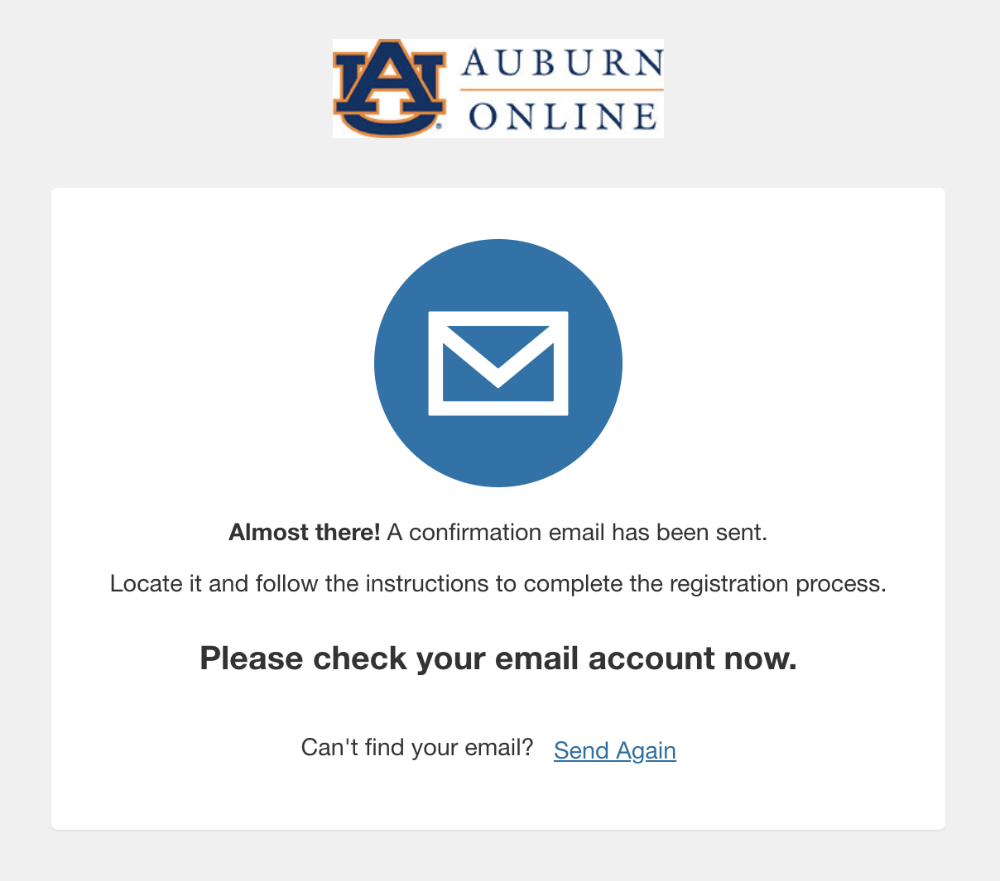 AU®
AUBURN
ONLINE
Almost there! A confirmation email has been sent.
Locate it and follow the instructions to complete the registration process.
Please check your email account now.
Can't find your email? Send Again